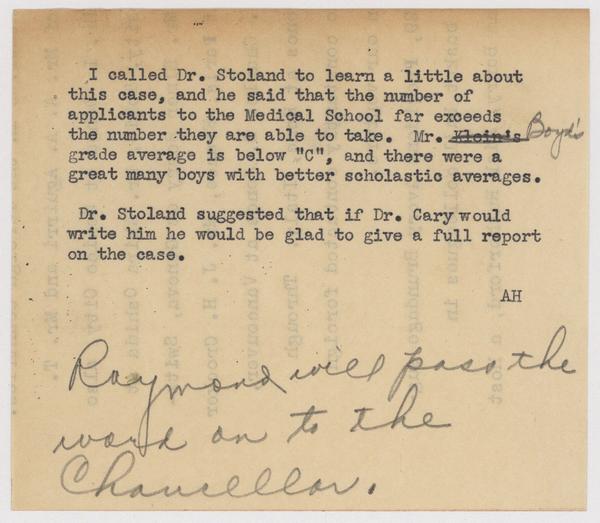 I called Dr. Stoland to learn a little about
this case, and he said that the number of
applicants to the Medical School far exceeds
the number they are able to take. Mr. Klein's Boyd's
grade average is below "C", and there were a
great many boys with better scholastic averages.
Dr. Stoland suggested that if Dr. Cary would
write him he would be glad to give a full report
on the case.
AH
Raymond will pass the
word on to the
Chancellor.